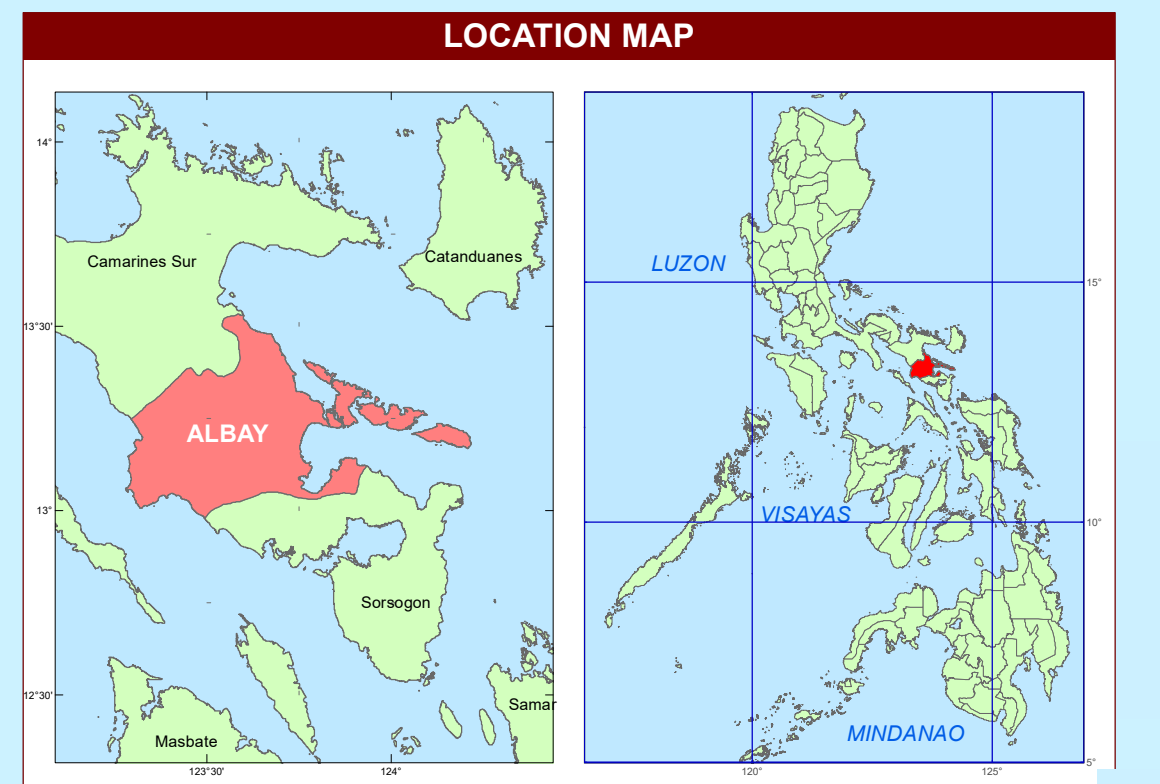 LOCATION MAP
14°
Camarines Sur
Catanduanes
13°30'
ALBAY
13°
Sorsogon
12°30'
Samar
Masbate
123°30'
124°
LUZON
15°
VISAYAS
10°
MINDANAO
5°
120°
125°